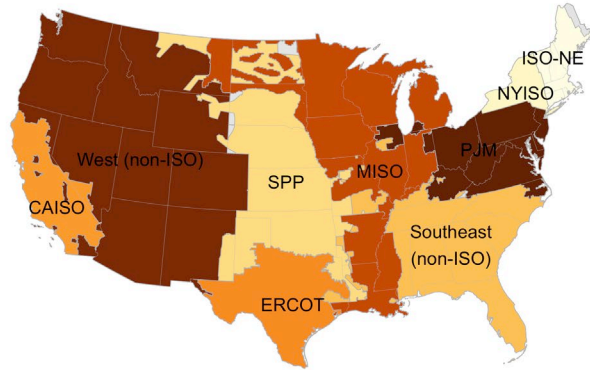 ISO-NE
NYISO
West (non-ISO)
PJM
MISO
SPP
CAISO
Southeast
(non-ISO)
ERCOT